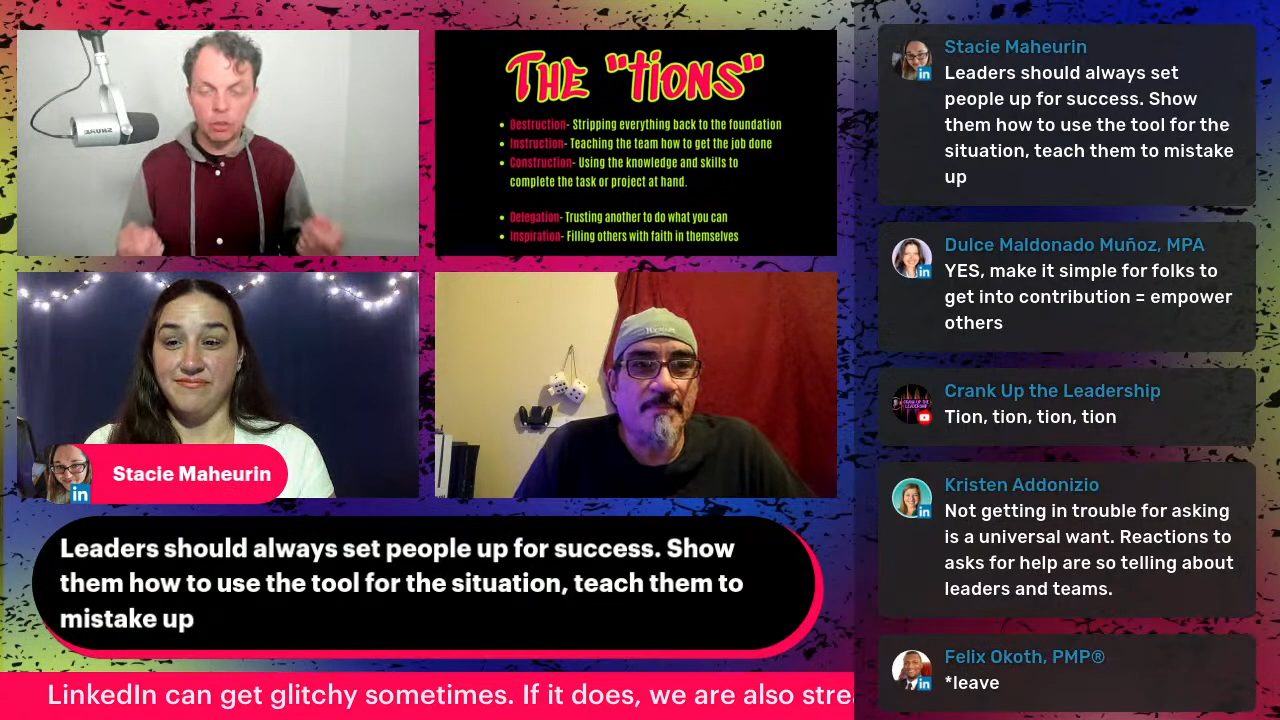 THE "tiONS"
• Destruction- Stripping everything back to the foundation
• Instruction- Teaching the team how to get the job done
• Construction- Using the knowledge and skills to
complete the task or project at hand.
• Delegation- Trusting another to do what you can
• Inspiration- Filling others with faith in themselves
Stacie Maheurin
Leaders should always set people up for success. Show
them how to use the tool for the situation, teach them to
mistake up
LinkedIn can get glitchy sometimes. If it does, we are also stre
Stacie Maheurin
Leaders should always set
people up for success. Show
them how to use the tool for the
situation, teach them to mistake
up
Dulce Maldonado Muñoz, MPA
YES, make it simple for folks to
get into contribution = empower
others
Crank Up the Leadership
Tion, tion, tion, tion
Kristen Addonizio
Not getting in trouble for asking
is a universal want. Reactions to
asks for help are so telling about
leaders and teams.
Felix Okoth, PMP®
*leave